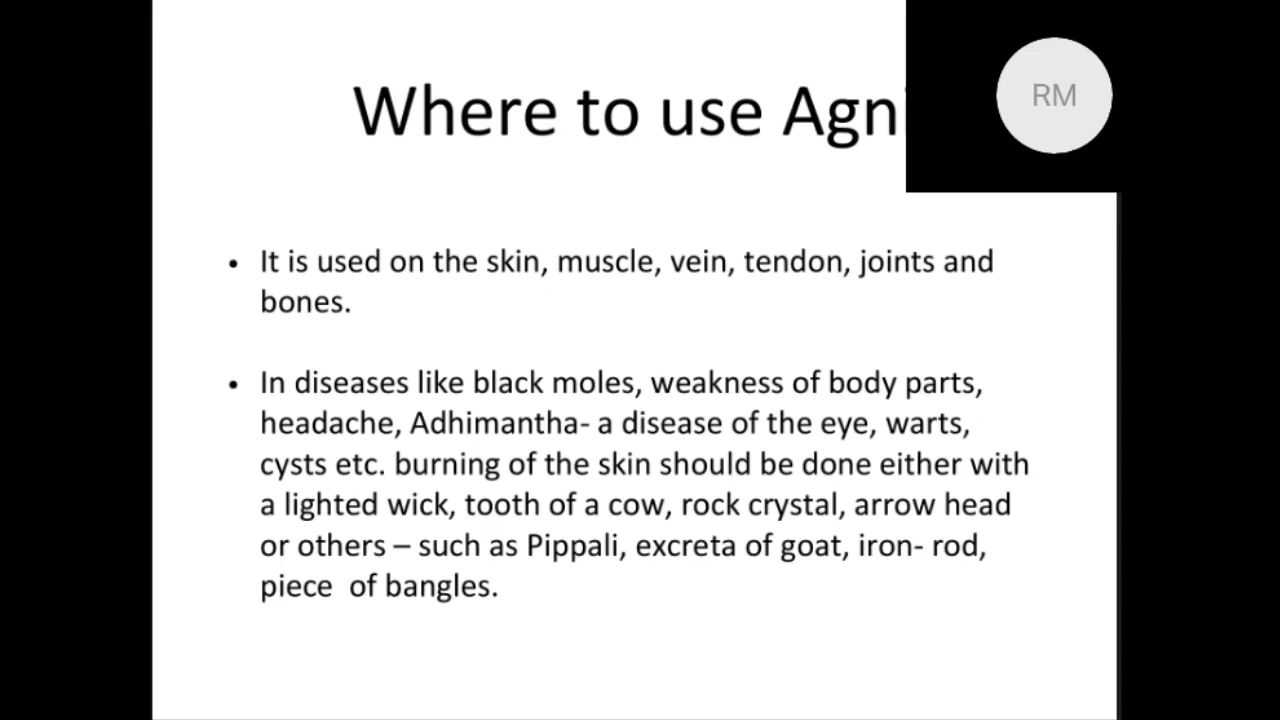 Where to use Agni
RM
• It is used on the skin, muscle, vein, tendon, joints and
bones.
• In diseases like black moles, weakness of body parts,
headache, Adhimantha- a disease of the eye, warts,
cysts etc. burning of the skin should be done either with
a lighted wick, tooth of a cow, rock crystal, arrow head
or others – such as Pippali, excreta of goat, iron- rod,
piece  of bangles.